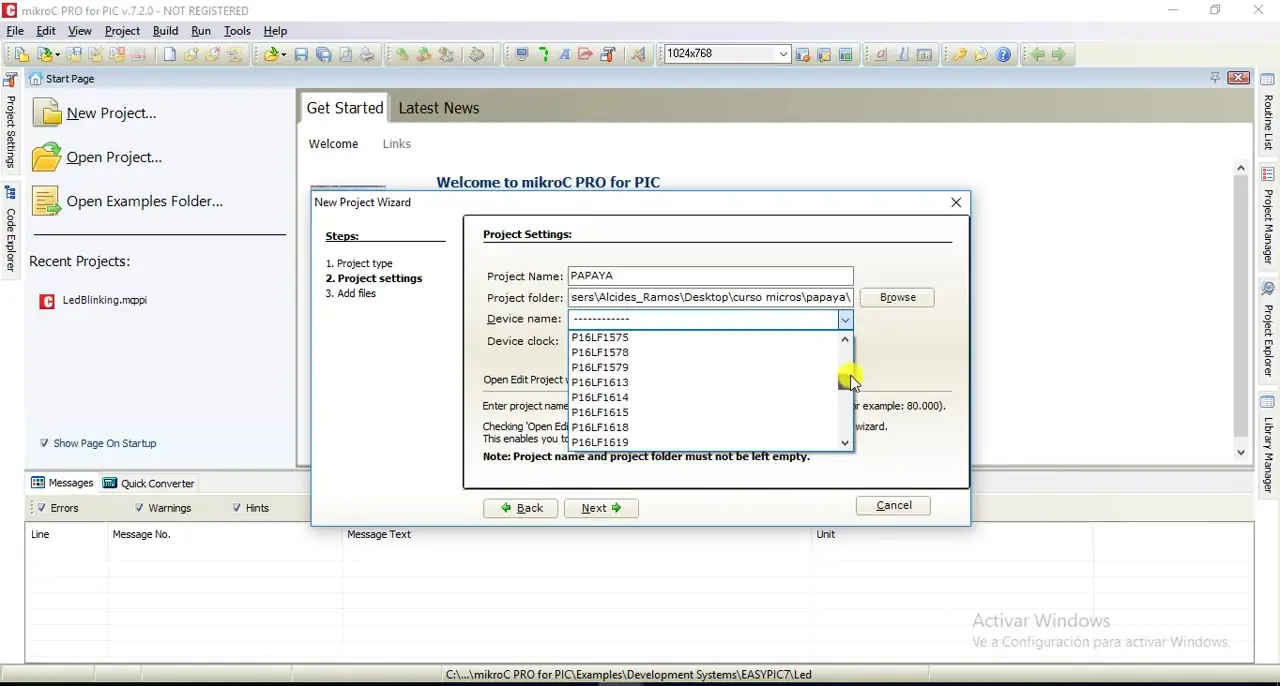 mikroC PRO for PIC v.7.2.0 - NOT REGISTERED
File Edit View Project Build Run Tools Help
1024x768
Start Page
Project Settings
Code Explorer
New Project...
Open Project...
Open Examples Folder...
Recent Projects:
LedBlinking.mcppi
Show Page On Startup
Get Started Latest News
Welcome Links
Welcome to mikroC PRO for PIC
New Project Wizard
Steps:
1. Project type
2. Project settings
3. Add files
Project Settings:
Project Name: PAPAYA
Project folder: sers\Alcides_Ramos\Desktop\curso micros\papaya\ Browse
Device name: ------------
Device clock:
P16LF1575
P16LF1578
P16LF1579
P16LF1613
P16LF1614
P16LF1615
P16LF1618
P16LF1619
Open Edit Project
Enter project name
r example: 80.000).
Checking 'Open Edi
wizard.
This enables you to
Note: Project name and project folder must not be left empty.
Back Next Cancel
Routine List
Project Manager
Project Explorer
Library Manager
Messages Quick Converter
Errors Warnings Hints
Line Message No. Message Text Unit
Activar Windows
Ve a Configuración para activar Windows.
C:\...\mikroC PRO for PIC\Examples\Development Systems\EASYPIC7\Led